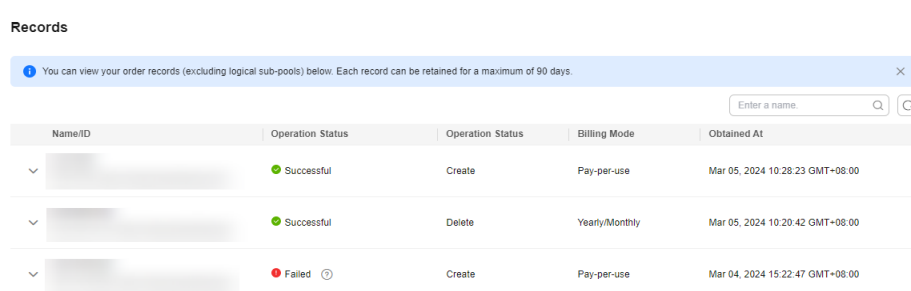 Records
You can view your order records (excluding logical sub-pools) below. Each record can be retained for a maximum of 90 days.
Enter a name.
Name/ID Operation Status Operation Status Billing Mode Obtained At
Successful Create Pay-per-use Mar 05, 2024 10:28:23 GMT+08:00
Successful Delete Yearly/Monthly Mar 05, 2024 10:20:42 GMT+08:00
Failed Create Pay-per-use Mar 04, 2024 15:22:47 GMT+08:00